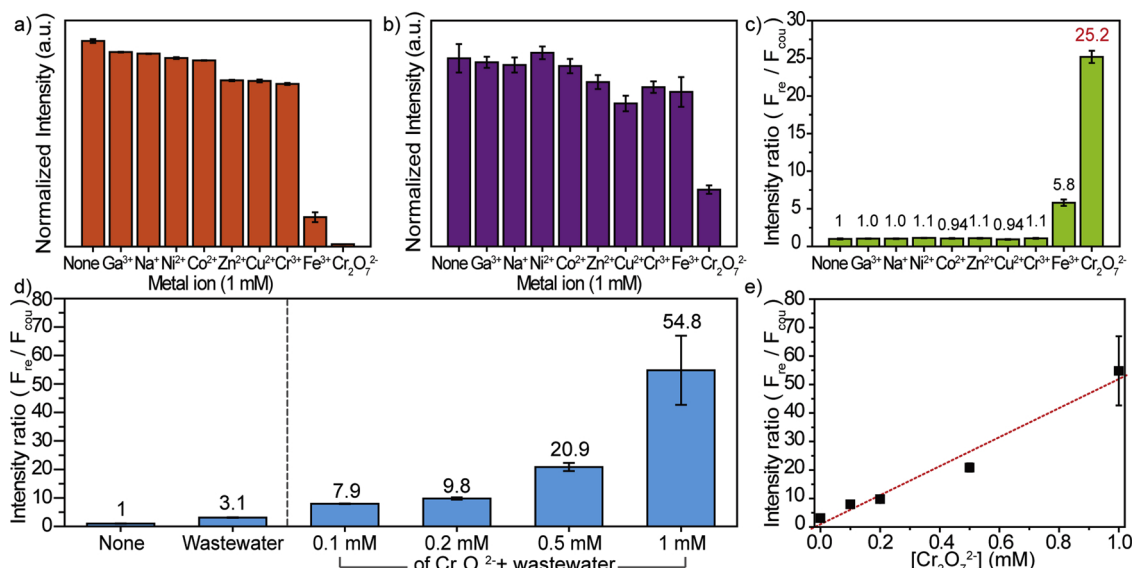 a)
Normalized Intensity (a.u.)
None Ga³⁺ Na⁺ Ni²⁺ Co²⁺ Zn²⁺ Cu²⁺ Cr³⁺ Fe³⁺ Cr₂O₇²⁻
Metal ion (1 mM)
b)
Normalized Intensity (a.u.)
None Ga³⁺ Na⁺ Ni²⁺ Co²⁺ Zn²⁺ Cu²⁺ Cr³⁺ Fe³⁺ Cr₂O₇²⁻
Metal ion (1 mM)
c)
Intensity ratio ( F_re / F_cou )
30
25
20
15
10
5
0
1 1.0 1.0 1.1 0.94 1.1 0.94 1.1 5.8 25.2
None Ga³⁺ Na⁺ Ni²⁺ Co²⁺ Zn²⁺ Cu²⁺ Cr³⁺ Fe³⁺ Cr₂O₇²⁻
d)
Intensity ratio ( F_re / F_cou )
80
70
60
50
40
30
20
10
0
1 3.1 7.9 9.8 20.9 54.8
None Wastewater 0.1 mM 0.2 mM 0.5 mM 1 mM
of Cr₂O₇²⁻+ wastewater
e)
Intensity ratio ( F_re / F_cou )
80
70
60
50
40
30
20
10
0
0.0 0.2 0.4 0.6 0.8 1.0
[Cr₂O₇²⁻] (mM)